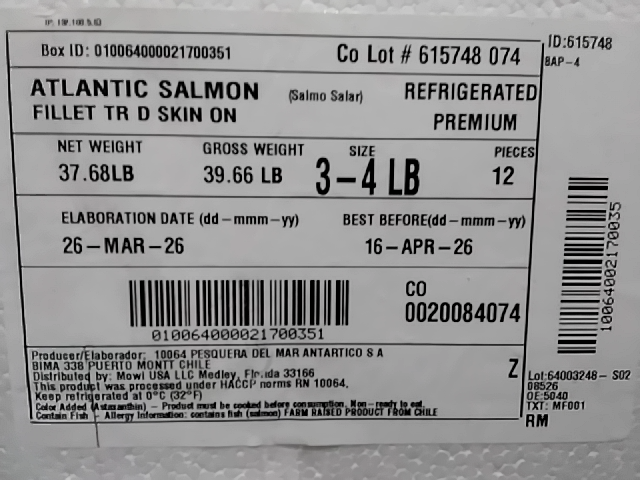 IP: 192.168.5.63
Box ID: 010064000021700351
Co Lot # 615748 074
ID:615748
BAP-4
ATLANTIC SALMON (Salmo Salar)
REFRIGERATED
FILLET TR D SKIN ON
PREMIUM
NET WEIGHT GROSS WEIGHT SIZE PIECES
37.68LB 39.66 LB 3-4 LB 12
ELABORATION DATE (dd-mmm-yy) BEST BEFORE(dd-mmm-yy)
26-MAR-26 16-APR-26
CO
0020084074
010064000021700351
1006400021700035
Producer/Elaborador: 10064 PESQUERA DEL MAR ANTARTICO S A
BIMA 338 PUERTO MONTT CHILE
Distributed by: Mowi USA LLC Medley, Florida 33166
This product was processed under HACCP norms RN 10064.
Keep refrigerated at 0°C (32°F)
Color Added (Astaxanthin) - Product must be cooked before consumption. Non-ready to eat.
Contain Fish - Allergy Information: contains fish (salmon) FARM RAISED PRODUCT FROM CHILE
Z
Lot:64003248-S02
08526
OE:5040
TXT: MF001
RM